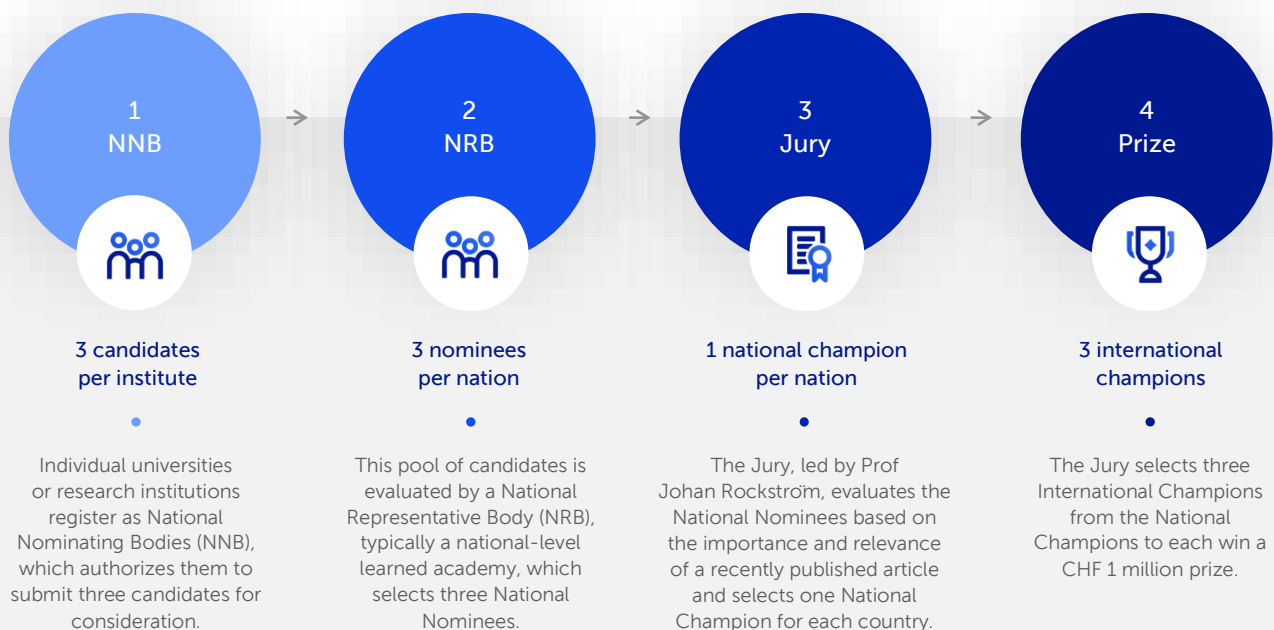 1
NNB
2
NRB
3
Jury
4
Prize
3 candidates
per institute
3 nominees
per nation
1 national champion
per nation
3 international
champions
Individual universities
or research institutions
register as National
Nominating Bodies (NNB),
which authorizes them to
submit three candidates for
consideration.
This pool of candidates is
evaluated by a National
Representative Body (NRB),
typically a national-level
learned academy, which
selects three National
Nominees.
The Jury, led by Prof
Johan Rockström, evaluates the
National Nominees based on
the importance and relevance
of a recently published article
and selects one National
Champion for each country.
The Jury selects three
International Champions
from the National
Champions to each win a
CHF 1 million prize.